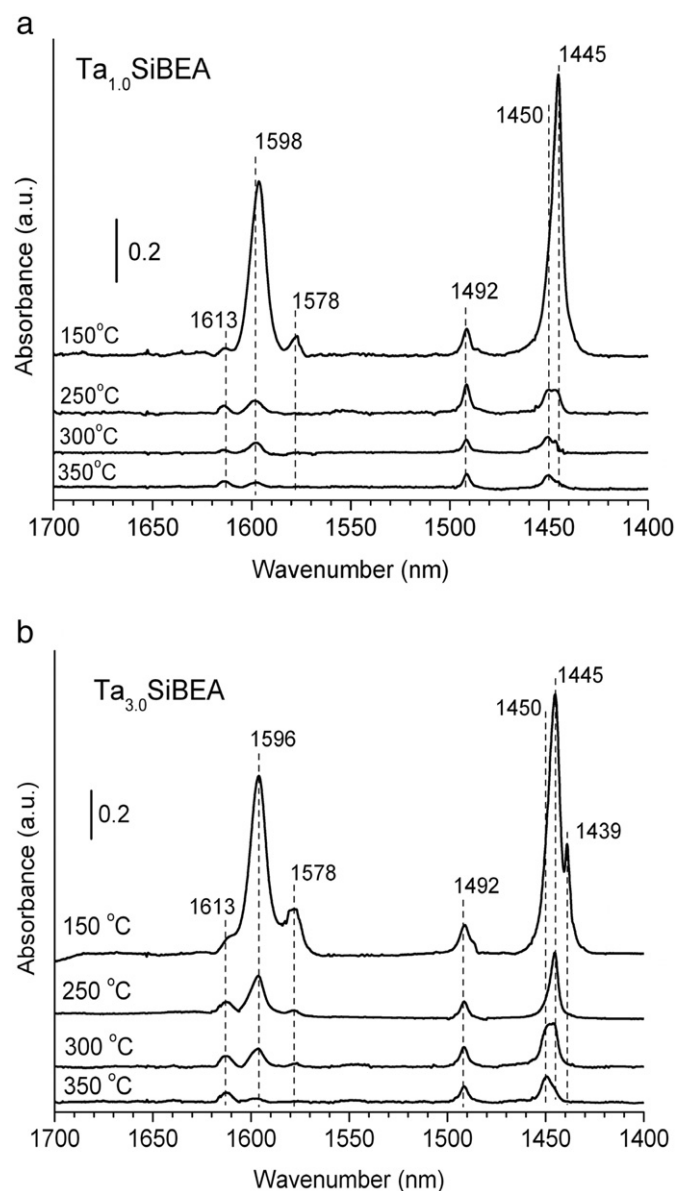 a
Ta1.0SiBEA
1445
1450
1598
0.2
1578
1492
1613
150°C
250°C
300°C
350°C
Absorbance (a.u.)
1700 1650 1600 1550 1500 1450 1400
Wavenumber (nm)
b
Ta3.0SiBEA
1445
1450
1596
0.2
1439
1578
1492
1613
150 °C
250 °C
300 °C
350 °C
Absorbance (a.u.)
1700 1650 1600 1550 1500 1450 1400
Wavenumber (nm)